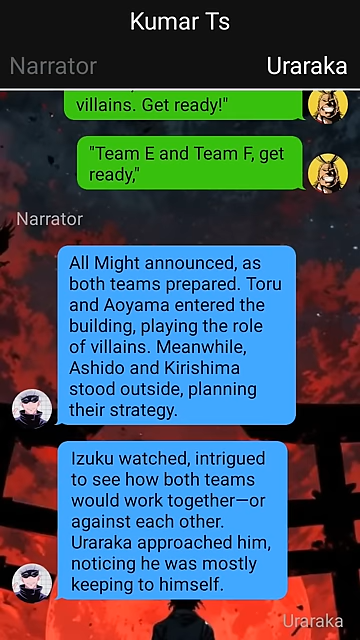 Kumar Ts
Narrator
Uraraka
villains. Get ready!"
"Team E and Team F, get
ready,"
Narrator
All Might announced, as
both teams prepared. Toru
and Aoyama entered the
building, playing the role
of villains. Meanwhile,
Ashido and Kirishima
stood outside, planning
their strategy.
Izuku watched, intrigued
to see how both teams
would work together—or
against each other.
Uraraka approached him,
noticing he was mostly
keeping to himself.
Uraraka